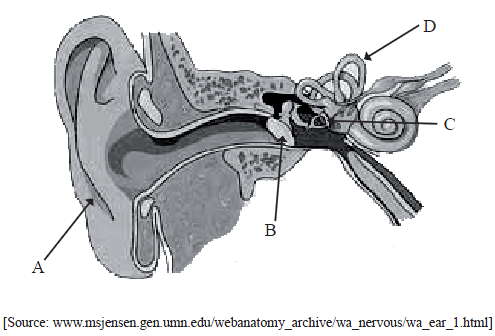 D
C
B
A
[Source: www.msjensen.gen.umn.edu/webanatomy_archive/wa_nervous/wa_ear_1.html]